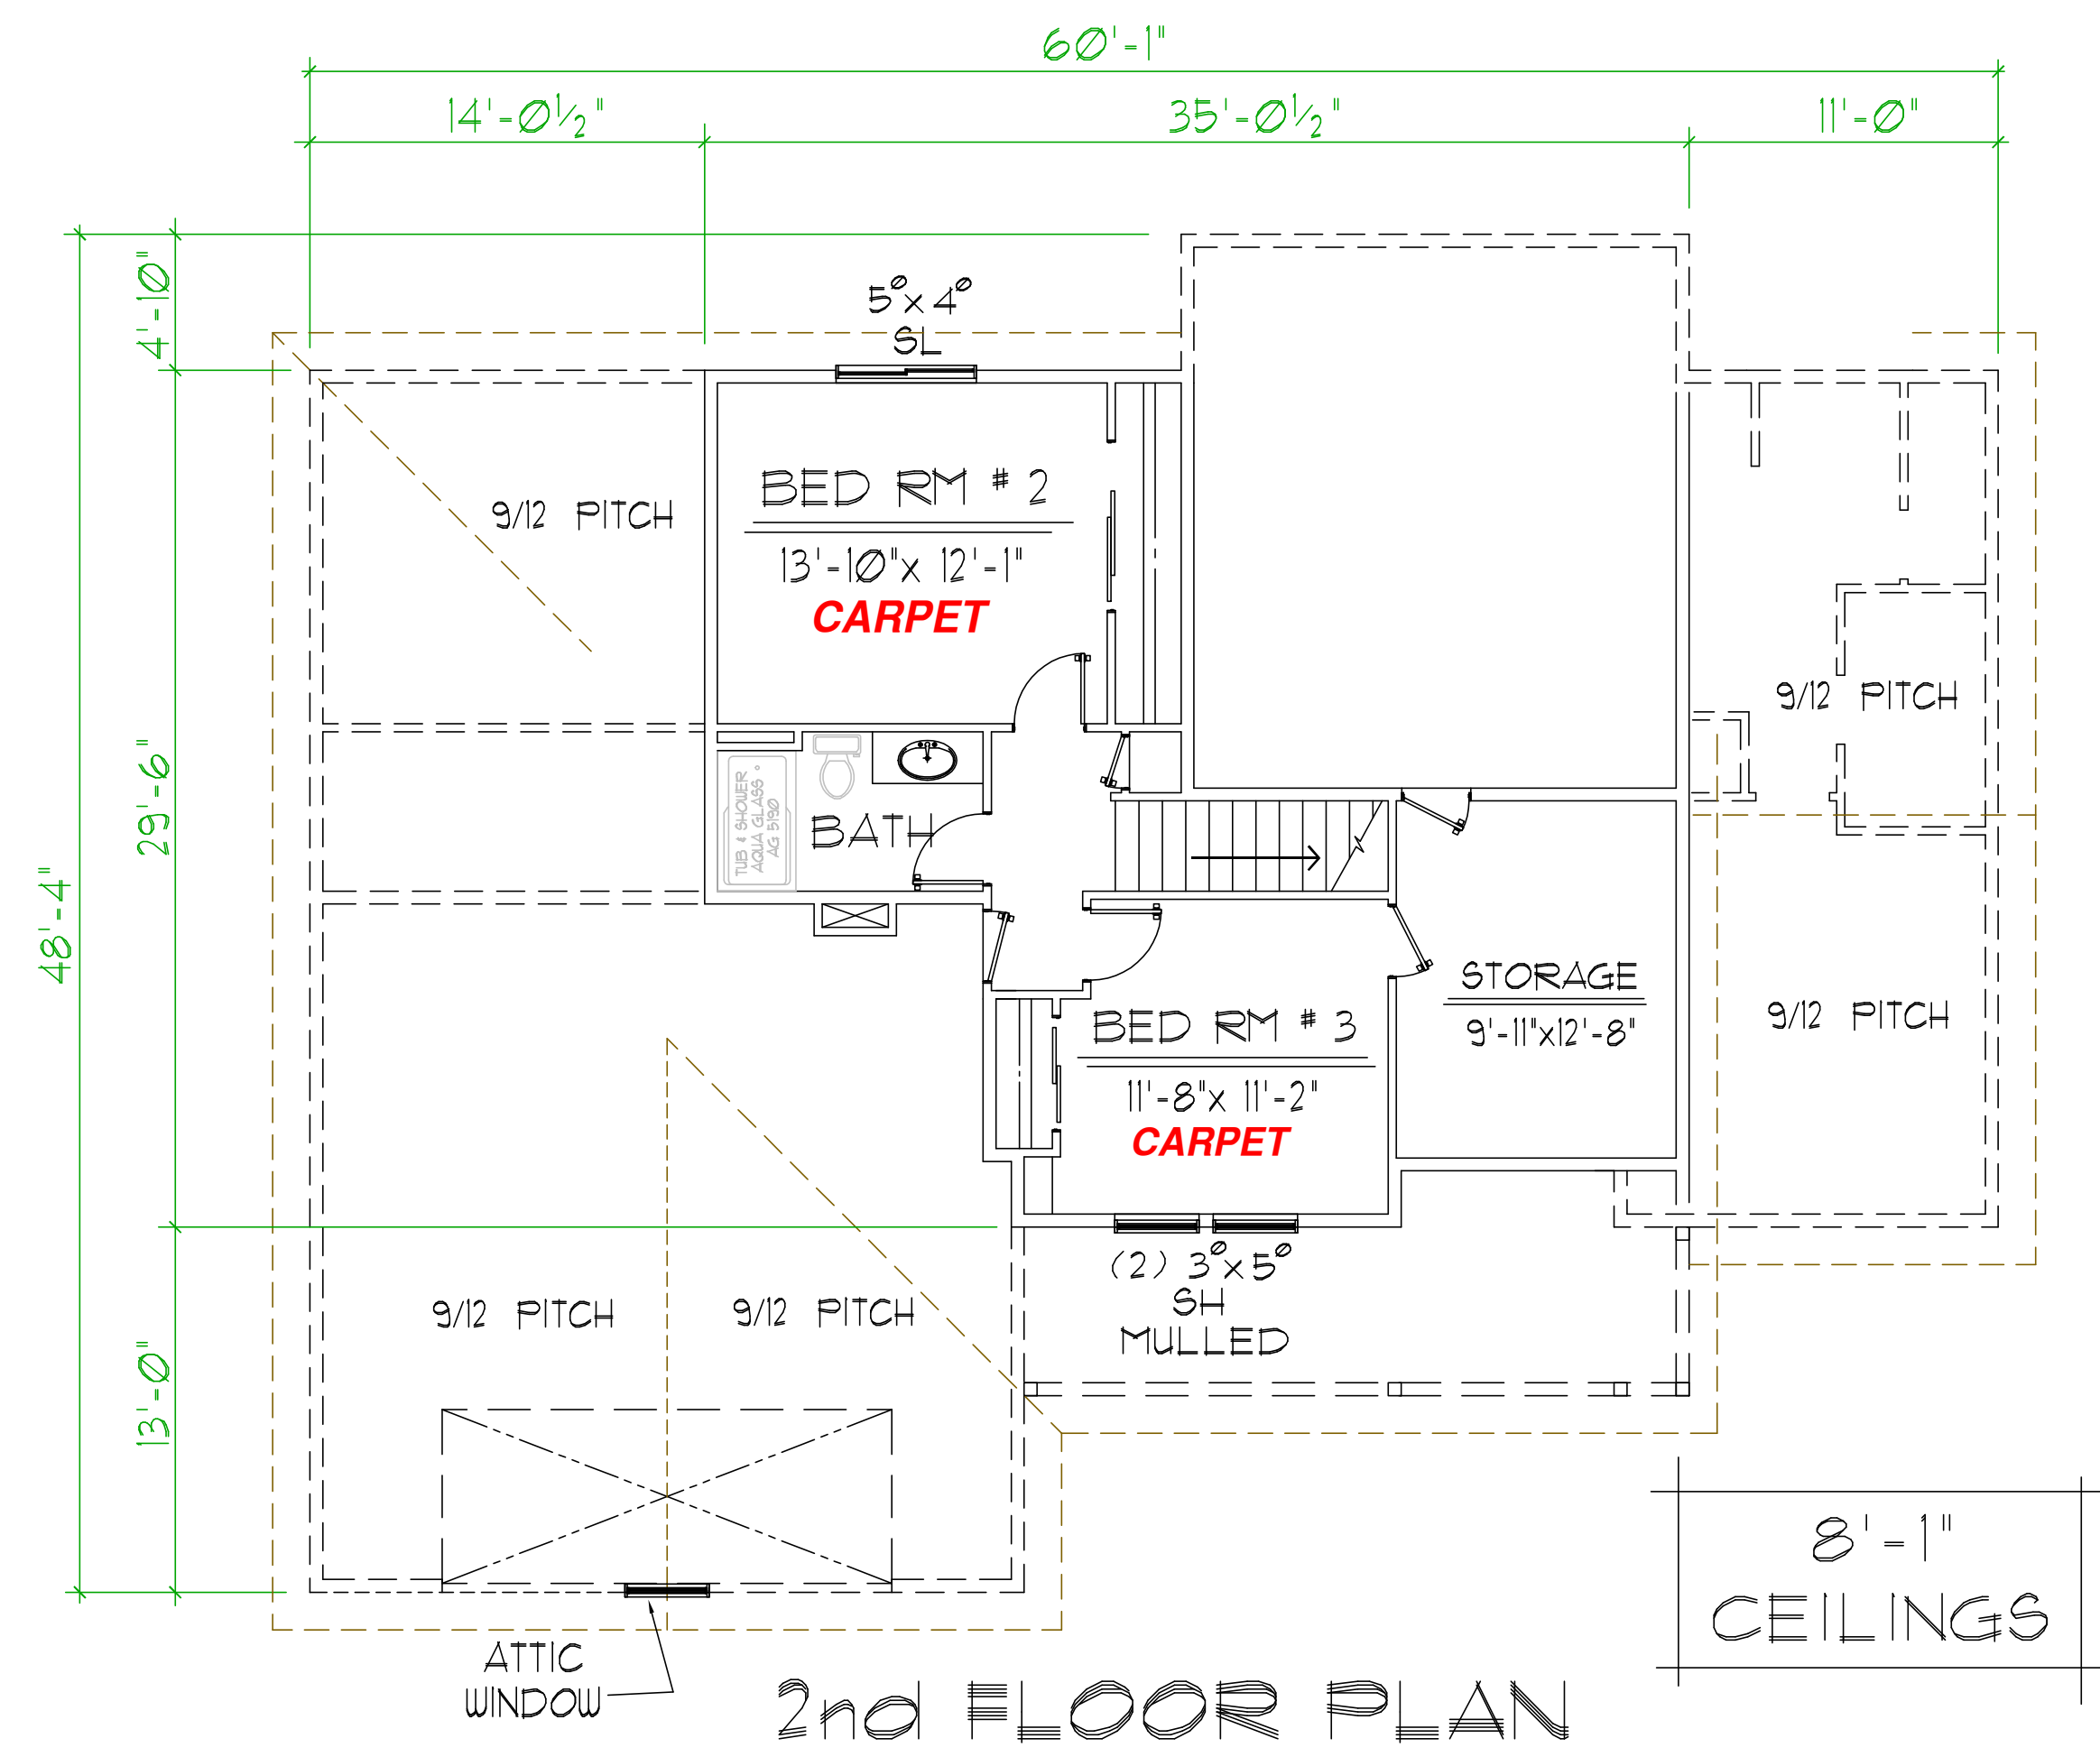 60'-1"
14'-0½"
35'-0½"
11'-0"
4'-10"
29'-6"
48'-4"
13'-0"
5⁰x 4⁰
SL
BED RM # 2
13'-10"x 12'-1"
CARPET
9/12 PITCH
9/12 PITCH
TUB & SHOWER
AQUA GLASS
AG 5190
BATH
STORAGE
9'-11"x12'-8"
BED RM # 3
11'-8"x 11'-2"
CARPET
9/12 PITCH
(2) 3⁰x5⁰
SH
MULLED
9/12 PITCH
9/12 PITCH
ATTIC
WINDOW
8'-1"
CEILINGS
2nd FLOOR PLAN